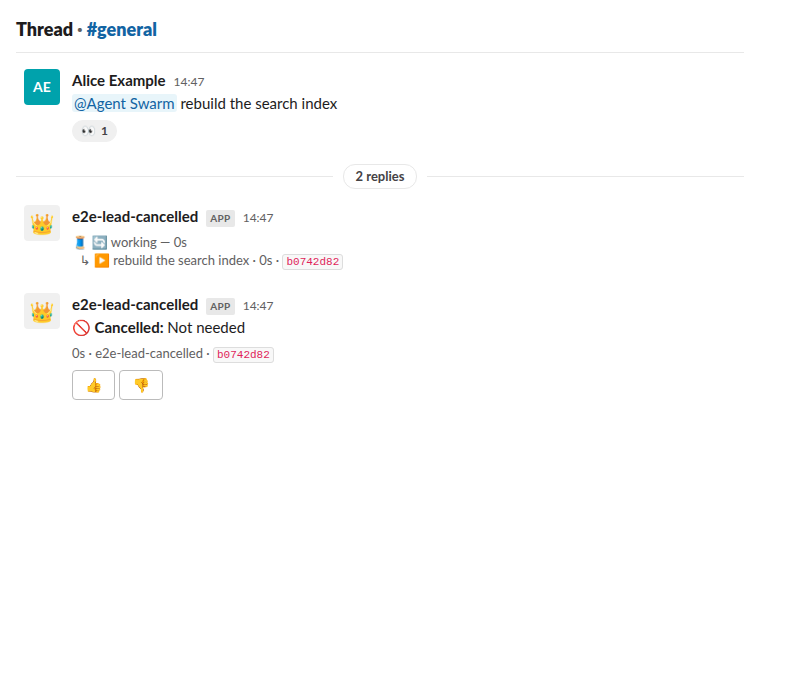 Thread • #general
AE
Alice Example 14:47
@Agent Swarm rebuild the search index
👀 1
2 replies
e2e-lead-cancelled APP 14:47
🧵 🔄 working — 0s
↳ ▶️ rebuild the search index · 0s · b0742d82
e2e-lead-cancelled APP 14:47
🚫 Cancelled: Not needed
0s · e2e-lead-cancelled · b0742d82
👍 👎